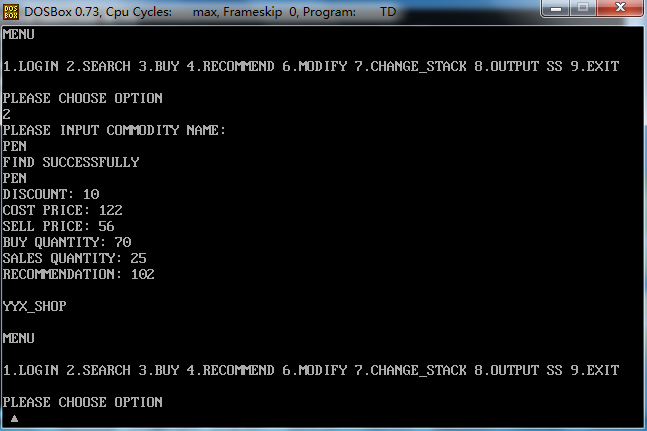 DOSBox 0.73, Cpu Cycles: max, Frameskip 0, Program: TD
MENU
1.LOGIN 2.SEARCH 3.BUY 4.RECOMMEND 6.MODIFY 7.CHANGE_STACK 8.OUTPUT SS 9.EXIT
PLEASE CHOOSE OPTION
2
PLEASE INPUT COMMODITY NAME:
PEN
FIND SUCCESSFULLY
PEN
DISCOUNT: 10
COST PRICE: 122
SELL PRICE: 56
BUY QUANTITY: 70
SALES QUANTITY: 25
RECOMMENDATION: 102
YYX_SHOP
MENU
1.LOGIN 2.SEARCH 3.BUY 4.RECOMMEND 6.MODIFY 7.CHANGE_STACK 8.OUTPUT SS 9.EXIT
PLEASE CHOOSE OPTION